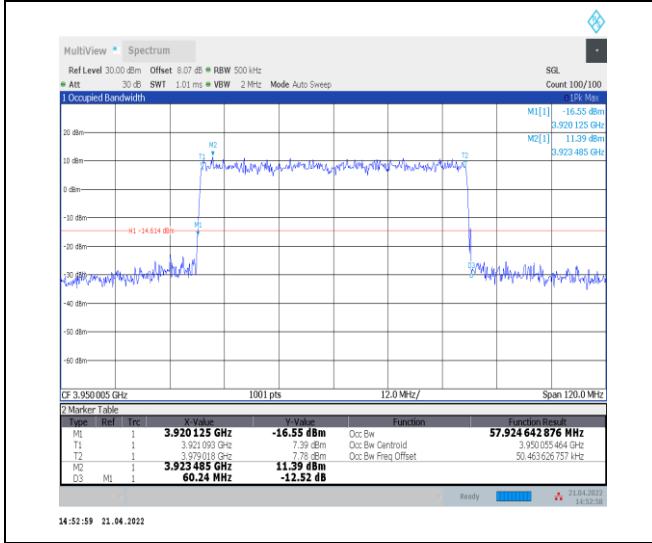 MultiView Spectrum
Ref Level 30.00 dBm Offset 8.07 dB RBW 500 kHz SGL
Att 30 dB SWT 1.01 ms VBW 2 MHz Mode Auto Sweep Count 100/100
1 Occupied Bandwidth 1Pk Max
M1[1] -16.55 dBm
3.920 125 GHz
M2[1] 11.39 dBm
3.923 485 GHz
20 dBm
M2
T1 T2
10 dBm
0 dBm
-10 dBm
H1 -14.614 dBm
M1
-20 dBm
D3
-30 dBm
-40 dBm
-50 dBm
-60 dBm
CF 3.950 005 GHz 1001 pts 12.0 MHz/ Span 120.0 MHz
2 Marker Table
Type Ref Trc X-Value Y-Value Function Function Result
M1 1 3.920 125 GHz -16.55 dBm Occ Bw 57.924 642 876 MHz
T1 1 3.921 093 GHz 7.39 dBm Occ Bw Centroid 3.950 055 464 GHz
T2 1 3.979 018 GHz 7.78 dBm Occ Bw Freq Offset 50.463 626 757 kHz
M2 1 3.923 485 GHz 11.39 dBm
D3 M1 1 60.24 MHz -12.52 dB
Ready 21.04.2022
14:52:58
14:52:59 21.04.2022